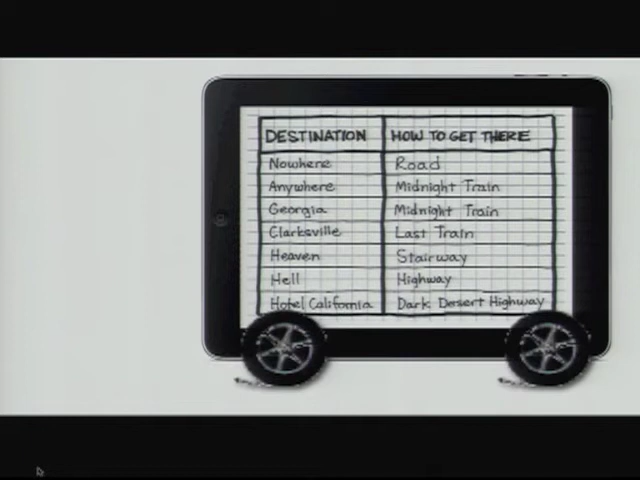 DESTINATION HOW TO GET THERE
Nowhere Road
Anywhere Midnight Train
Georgia Midnight Train
Clarksville Last Train
Heaven Stairway
Hell Highway
Hotel California Dark Desert Highway